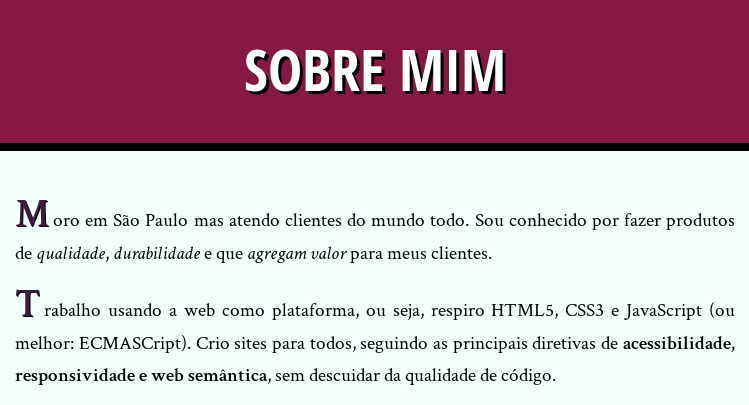 SOBRE MIM
Moro em São Paulo mas atendo clientes do mundo todo. Sou conhecido por fazer produtos
de qualidade, durabilidade e que agregam valor para meus clientes.
Trabalho usando a web como plataforma, ou seja, respiro HTML5, CSS3 e JavaScript (ou
melhor: ECMASCript). Crio sites para todos, seguindo as principais diretivas de acessibilidade,
responsividade e web semântica, sem descuidar da qualidade de código.